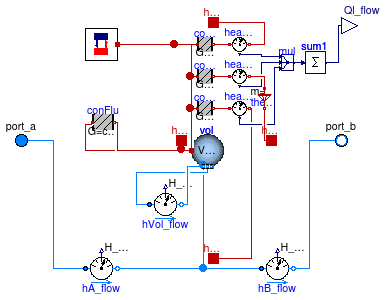 h...
QI_flow
co...
hea...
G...
mul
sum1
Σ
co...
hea...
G...
m...
the...
conFlu
G=c...
co...
hea...
G...
port_a
h...
vol
h...
port_b
V...
H_...
hVol_flow
h...
H_...
H_...
hA_flow
hB_flow